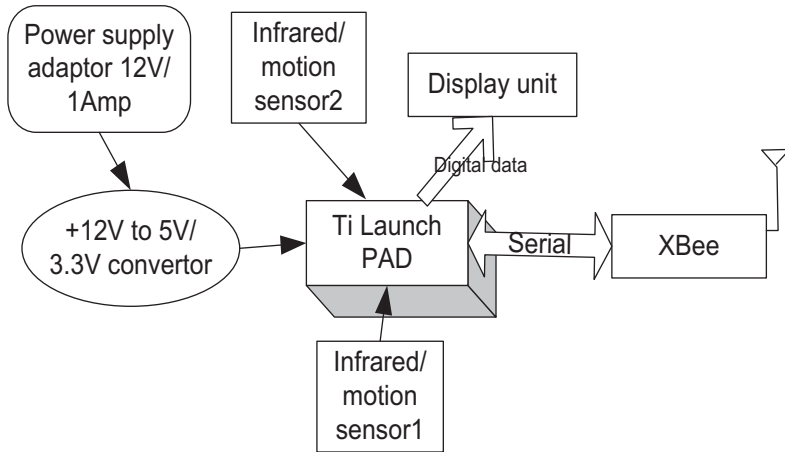 Power supply
adaptor 12V/
1Amp
Infrared/
motion
sensor2
Display unit
Digital data
+12V to 5V/
3.3V convertor
Ti Launch
PAD
Serial
XBee
Infrared/
motion
sensor1